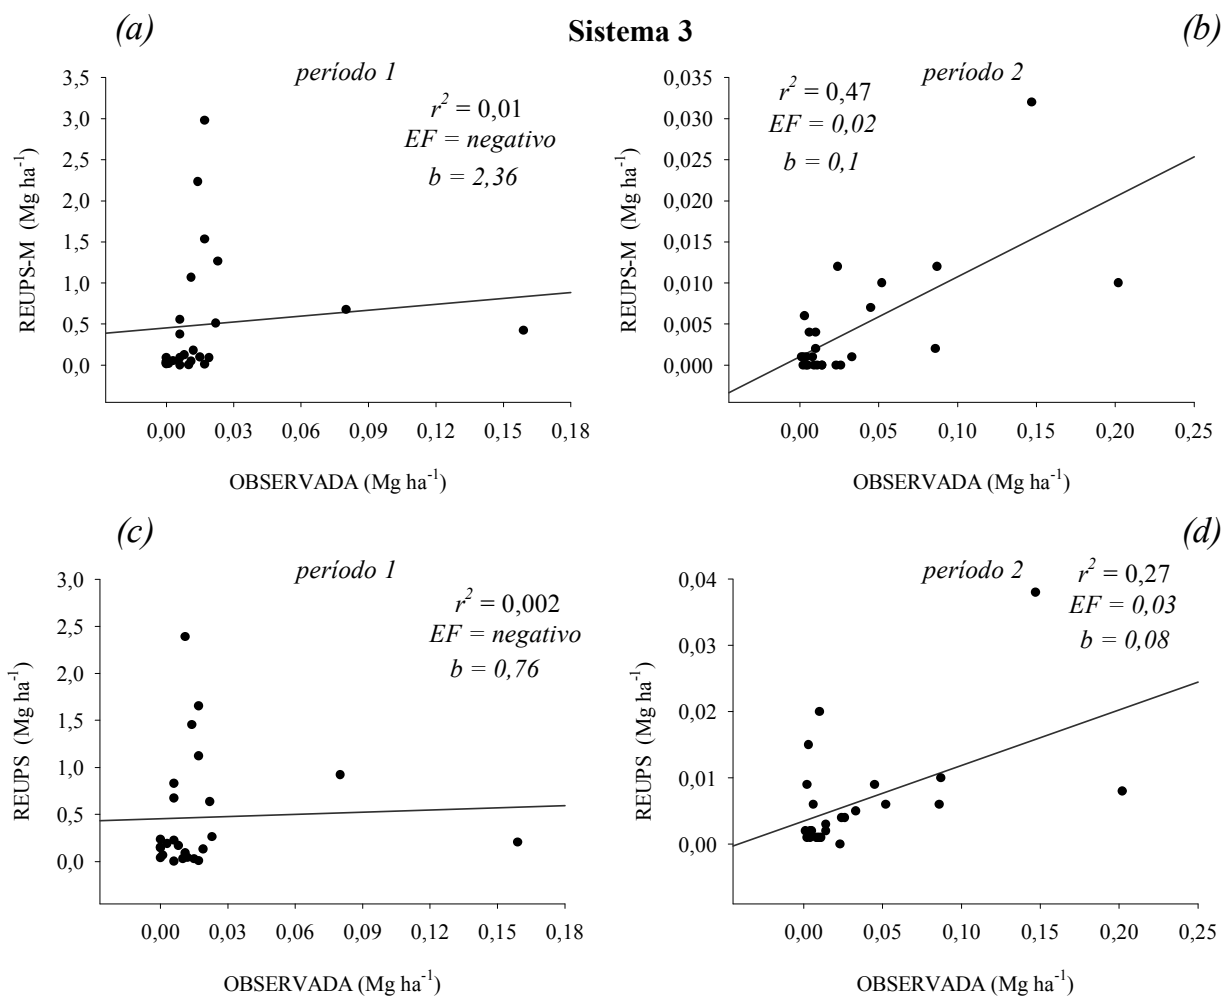 Sistema 3
(a)
período 1
r² = 0,01
EF = negativo
b = 2,36
REUPS-M (Mg ha⁻¹)
3,5
3,0
2,5
2,0
1,5
1,0
0,5
0,0
0,00 0,03 0,06 0,09 0,12 0,15 0,18
OBSERVADA (Mg ha⁻¹)
(b)
período 2
r² = 0,47
EF = 0,02
b = 0,1
REUPS-M (Mg ha⁻¹)
0,035
0,030
0,025
0,020
0,015
0,010
0,005
0,000
0,00 0,05 0,10 0,15 0,20 0,25
OBSERVADA (Mg ha⁻¹)
(c)
período 1
r² = 0,002
EF = negativo
b = 0,76
REUPS (Mg ha⁻¹)
3,0
2,5
2,0
1,5
1,0
0,5
0,0
0,00 0,03 0,06 0,09 0,12 0,15 0,18
OBSERVADA (Mg ha⁻¹)
(d)
período 2
r² = 0,27
EF = 0,03
b = 0,08
REUPS (Mg ha⁻¹)
0,04
0,03
0,02
0,01
0,00
0,00 0,05 0,10 0,15 0,20 0,25
OBSERVADA (Mg ha⁻¹)